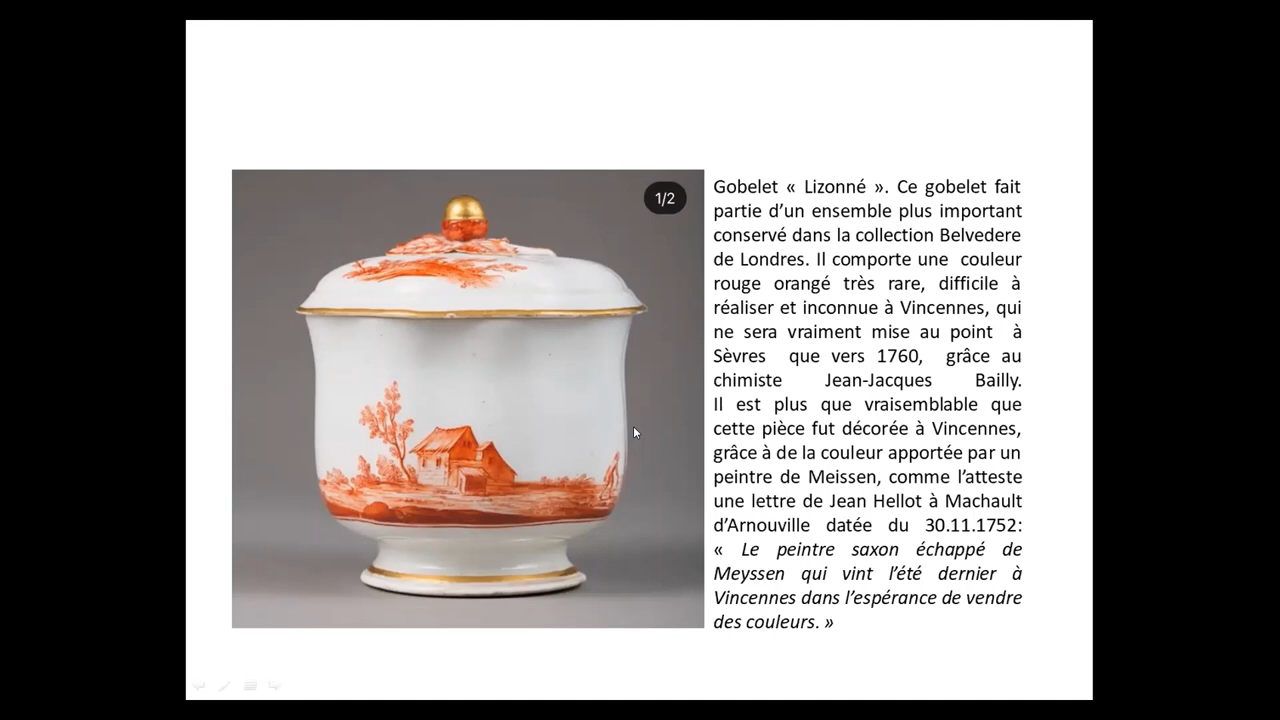 1/2
Gobelet « Lizonné ». Ce gobelet fait
partie d’un ensemble plus important
conservé dans la collection Belvedere
de Londres. Il comporte une couleur
rouge orangé très rare, difficile à
réaliser et inconnue à Vincennes, qui
ne sera vraiment mise au point à
Sèvres que vers 1760, grâce au
chimiste Jean-Jacques Bailly.
Il est plus que vraisemblable que
cette pièce fut décorée à Vincennes,
grâce à de la couleur apportée par un
peintre de Meissen, comme l’atteste
une lettre de Jean Hellot à Machault
d’Arnouville datée du 30.11.1752:
« Le peintre saxon échappé de
Meyssen qui vint l’été dernier à
Vincennes dans l’espérance de vendre
des couleurs. »